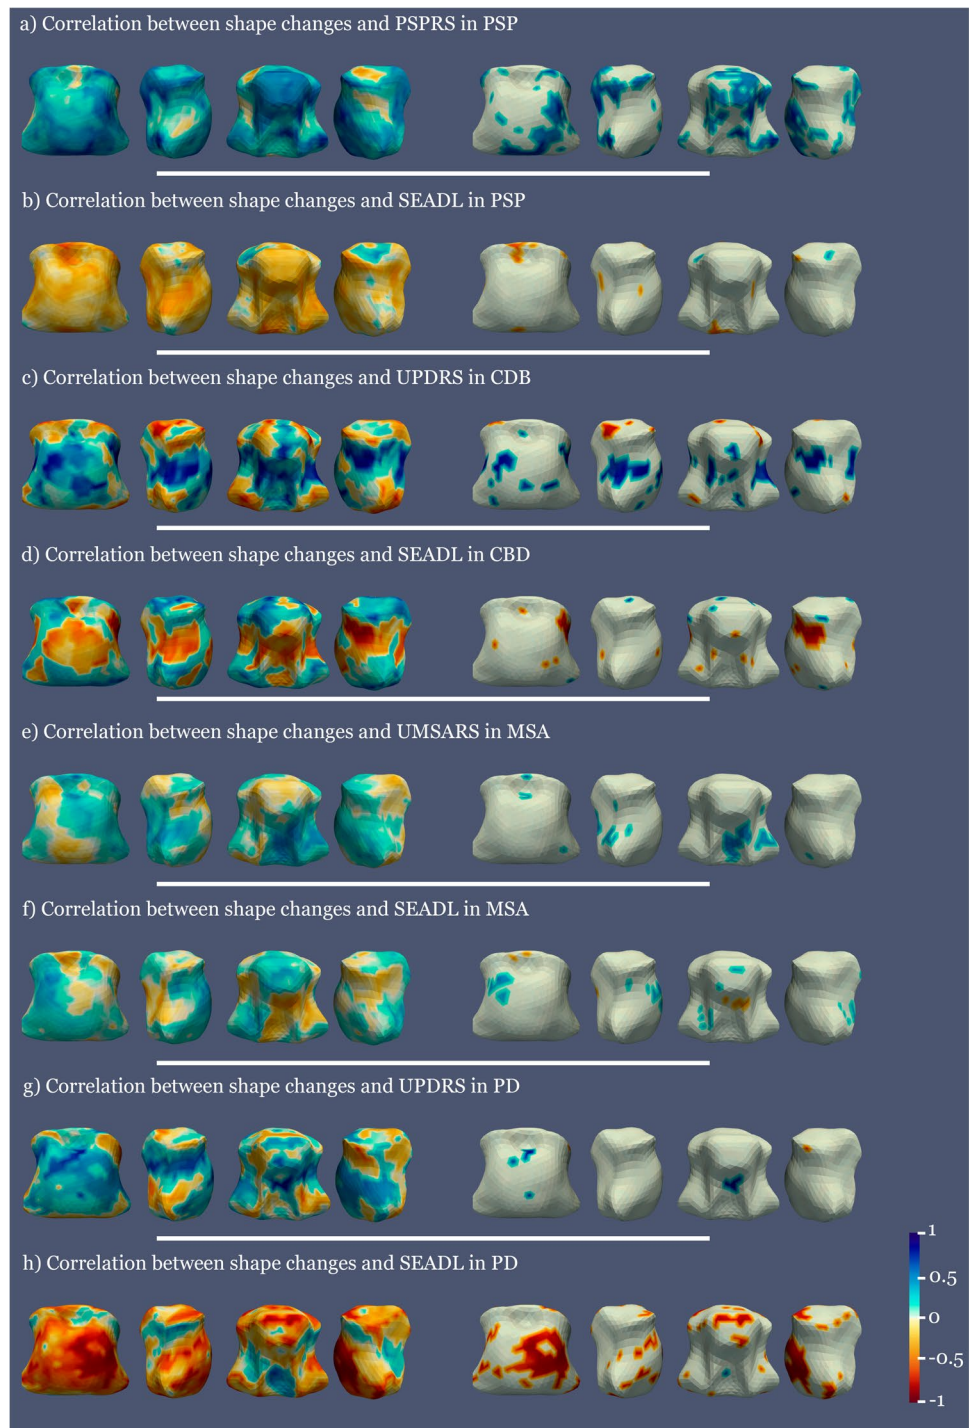 a) Correlation between shape changes and PSPRS in PSP
b) Correlation between shape changes and SEADL in PSP
c) Correlation between shape changes and UPDRS in CDB
d) Correlation between shape changes and SEADL in CBD
e) Correlation between shape changes and UMSARS in MSA
f) Correlation between shape changes and SEADL in MSA
g) Correlation between shape changes and UPDRS in PD
h) Correlation between shape changes and SEADL in PD
1
0.5
0
-0.5
-1